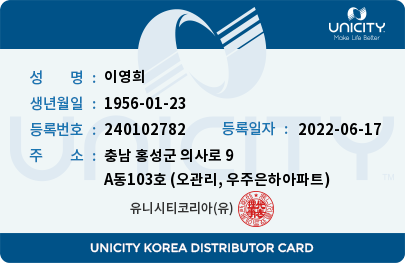 UNICITY
Make Life Better
성 명 : 이영희
생년월일 : 1956-01-23
등록번호 : 240102782 등록일자 : 2022-06-17
주 소 : 충남 홍성군 의사로 9
A동103호 (오관리, 우주은하아파트)
유니시티코리아(유)
UNICITY
TM
UNICITY KOREA DISTRIBUTOR CARD